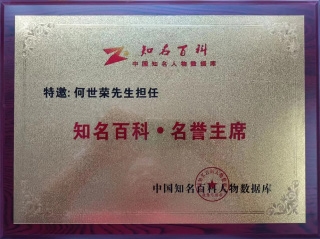 知名百科
中国知名人物数据库
特邀:何世荣先生担任
知名百科·名誉主席
中国知名百科人物数据库